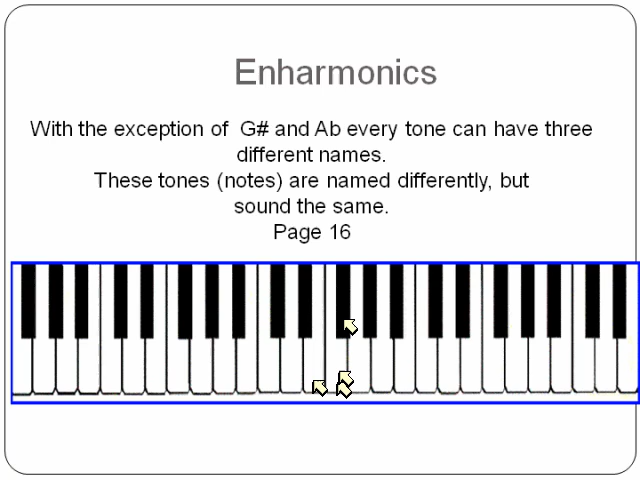 Enharmonics
With the exception of G# and Ab every tone can have three
different names.
These tones (notes) are named differently, but
sound the same.
Page 16